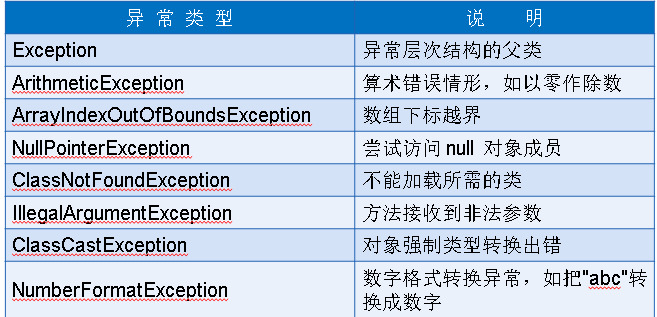 异 常 类 型 说 明
Exception 异常层次结构的父类
ArithmeticException 算术错误情形，如以零作除数
ArrayIndexOutOfBoundsException 数组下标越界
NullPointerException 尝试访问null 对象成员
ClassNotFoundException 不能加载所需的类
IllegalArgumentException 方法接收到非法参数
ClassCastException 对象强制类型转换出错
NumberFormatException 数字格式转换异常，如把"abc"转
换成数字